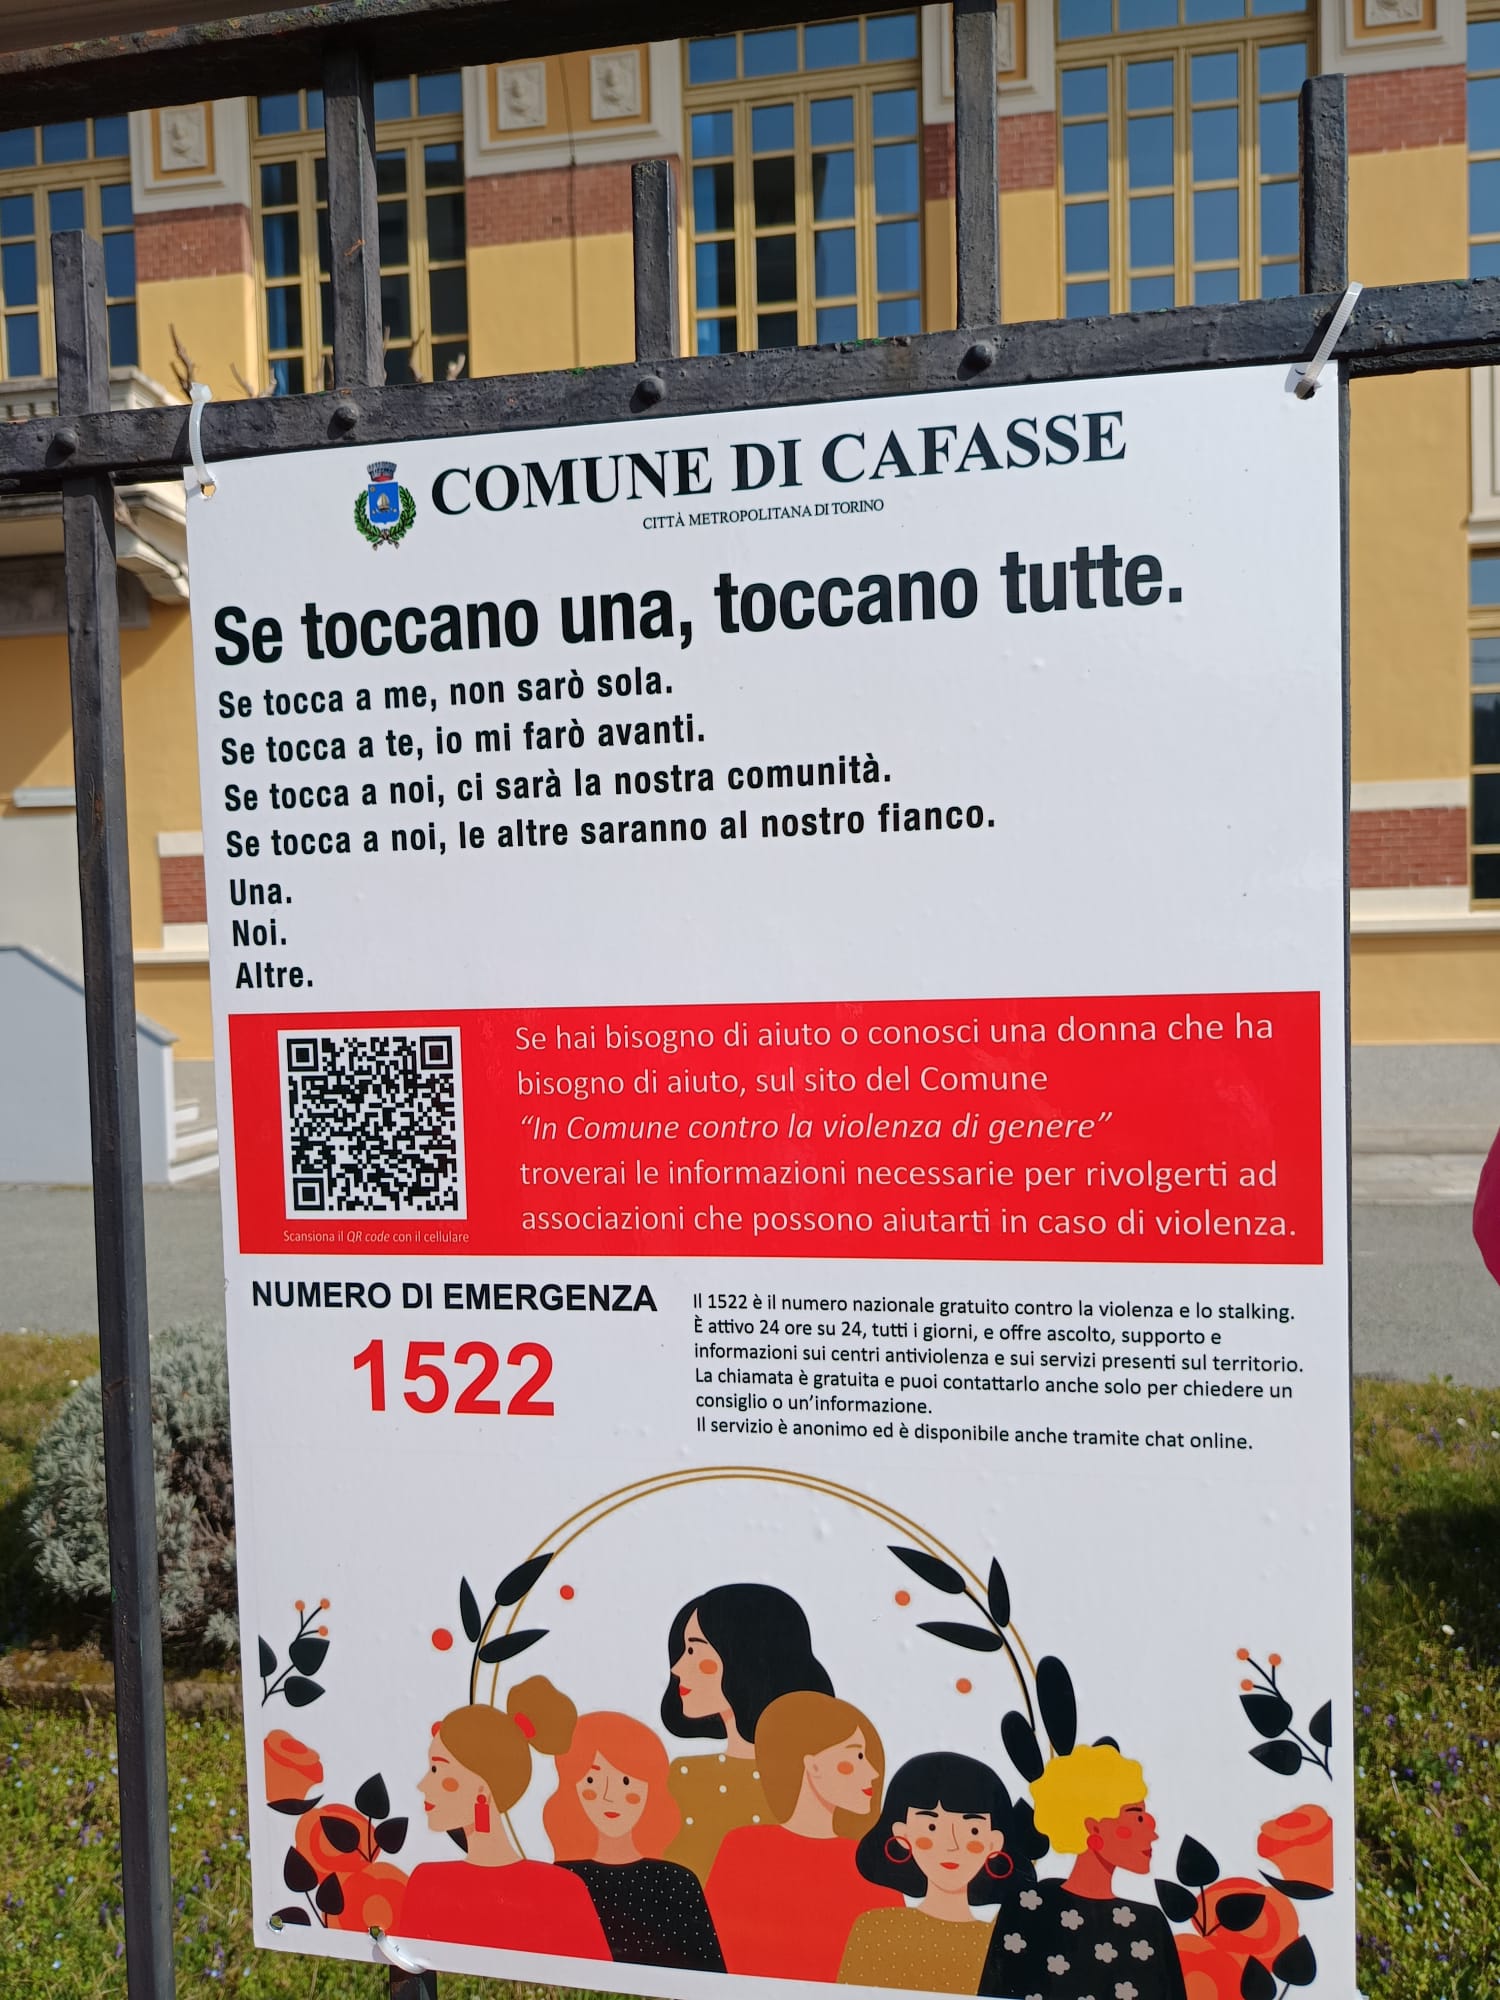 COMUNE DI CAFASSE
CITTÀ METROPOLITANA DI TORINO
Se toccano una, toccano tutte.
Se tocca a me, non sarò sola.
Se tocca a te, io mi farò avanti.
Se tocca a noi, ci sarà la nostra comunità.
Se tocca a noi, le altre saranno al nostro fianco.
Una.
Noi.
Altre.
Se hai bisogno di aiuto o conosci una donna che ha
bisogno di aiuto, sul sito del Comune
“In Comune contro la violenza di genere”
troverai le informazioni necessarie per rivolgerti ad
associazioni che possono aiutarti in caso di violenza.
Scansiona il QR code con il cellulare
NUMERO DI EMERGENZA
1522
Il 1522 è il numero nazionale gratuito contro la violenza e lo stalking.
È attivo 24 ore su 24, tutti i giorni, e offre ascolto, supporto e
informazioni sui centri antiviolenza e sui servizi presenti sul territorio.
La chiamata è gratuita e puoi contattarlo anche solo per chiedere un
consiglio o un'informazione.
Il servizio è anonimo ed è disponibile anche tramite chat online.